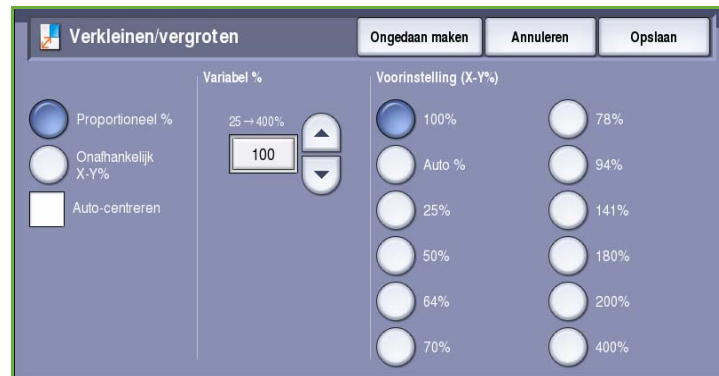 Verkleinen/vergroten
Ongedaan maken
Annuleren
Opslaan
Variabel %
Voorinstelling (X-Y%)
Proportioneel %
25→400%
100
100%
78%
Onafhankelijk
X-Y%
Auto %
94%
Auto-centreren
25%
141%
50%
180%
64%
200%
70%
400%